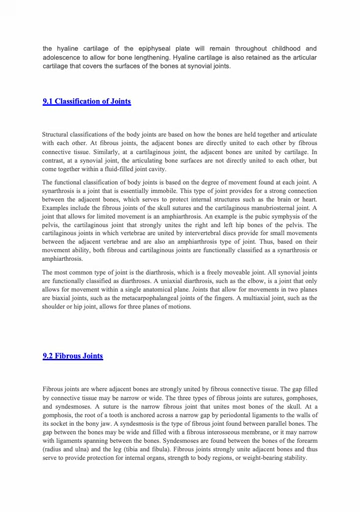 the hyaline cartilage of the epiphyseal plate will remain throughout childhood and
adolescence to allow for bone lengthening. Hyaline cartilage is also retained as the articular
cartilage that covers the surfaces of the bones at synovial joints.
9.1 Classification of Joints
Structural classifications of the body joints are based on how the bones are held together and articulate
with each other. At fibrous joints, the adjacent bones are directly united to each other by fibrous
connective tissue. Similarly, at a cartilaginous joint, the adjacent bones are united by cartilage. In
contrast, at a synovial joint, the articulating bone surfaces are not directly united to each other, but
come together within a fluid-filled joint cavity.
The functional classification of body joints is based on the degree of movement found at each joint. A
synarthrosis is a joint that is essentially immobile. This type of joint provides for a strong connection
between the adjacent bones, which serves to protect internal structures such as the brain or heart.
Examples include the fibrous joints of the skull sutures and the cartilaginous manubriosternal joint. A
joint that allows for limited movement is an amphiarthrosis. An example is the pubic symphysis of the
pelvis, the cartilaginous joint that strongly unites the right and left hip bones of the pelvis. The
cartilaginous joints in which vertebrae are united by intervertebral discs provide for small movements
between the adjacent vertebrae and are also an amphiarthrosis type of joint. Thus, based on their
movement ability, both fibrous and cartilaginous joints are functionally classified as a synarthrosis or
amphiarthrosis.
The most common type of joint is the diarthrosis, which is a freely moveable joint. All synovial joints
are functionally classified as diarthroses. A uniaxial diarthrosis, such as the elbow, is a joint that only
allows for movement within a single anatomical plane. Joints that allow for movements in two planes
are biaxial joints, such as the metacarpophalangeal joints of the fingers. A multiaxial joint, such as the
shoulder or hip joint, allows for three planes of motions.
9.2 Fibrous Joints
Fibrous joints are where adjacent bones are strongly united by fibrous connective tissue. The gap filled
by connective tissue may be narrow or wide. The three types of fibrous joints are sutures, gomphoses,
and syndesmoses. A suture is the narrow fibrous joint that unites most bones of the skull. At a
gomphosis, the root of a tooth is anchored across a narrow gap by periodontal ligaments to the walls of
its socket in the bony jaw. A syndesmosis is the type of fibrous joint found between parallel bones. The
gap between the bones may be wide and filled with a fibrous interosseous membrane, or it may narrow
with ligaments spanning between the bones. Syndesmoses are found between the bones of the forearm
(radius and ulna) and the leg (tibia and fibula). Fibrous joints strongly unite adjacent bones and thus
serve to provide protection for internal organs, strength to body regions, or weight-bearing stability.